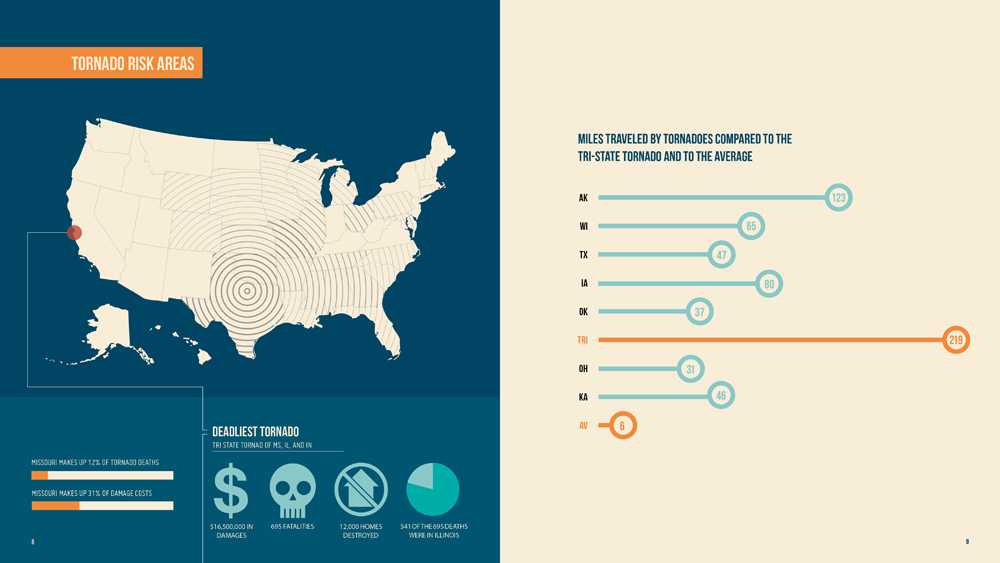 TORNADO RISK AREAS
DEADLIEST TORNADO
TRI STATE TORNAD OF MS, IL, AND IN
MISSOURI MAKES UP 12% OF TORNADO DEATHS
MISSOURI MAKES UP 31% OF DAMAGE COSTS
$16,500,000 IN
DAMAGES
695 FATALITIES
12,000 HOMES
DESTROYED
541 OF THE 695 DEATHS
WERE IN ILLINOIS
8
MILES TRAVELED BY TORNADOES COMPARED TO THE
TRI-STATE TORNADO AND TO THE AVERAGE
AK 123
WI 65
TX 47
IA 80
OK 37
TRI 219
OH 31
KA 46
AV 6
9